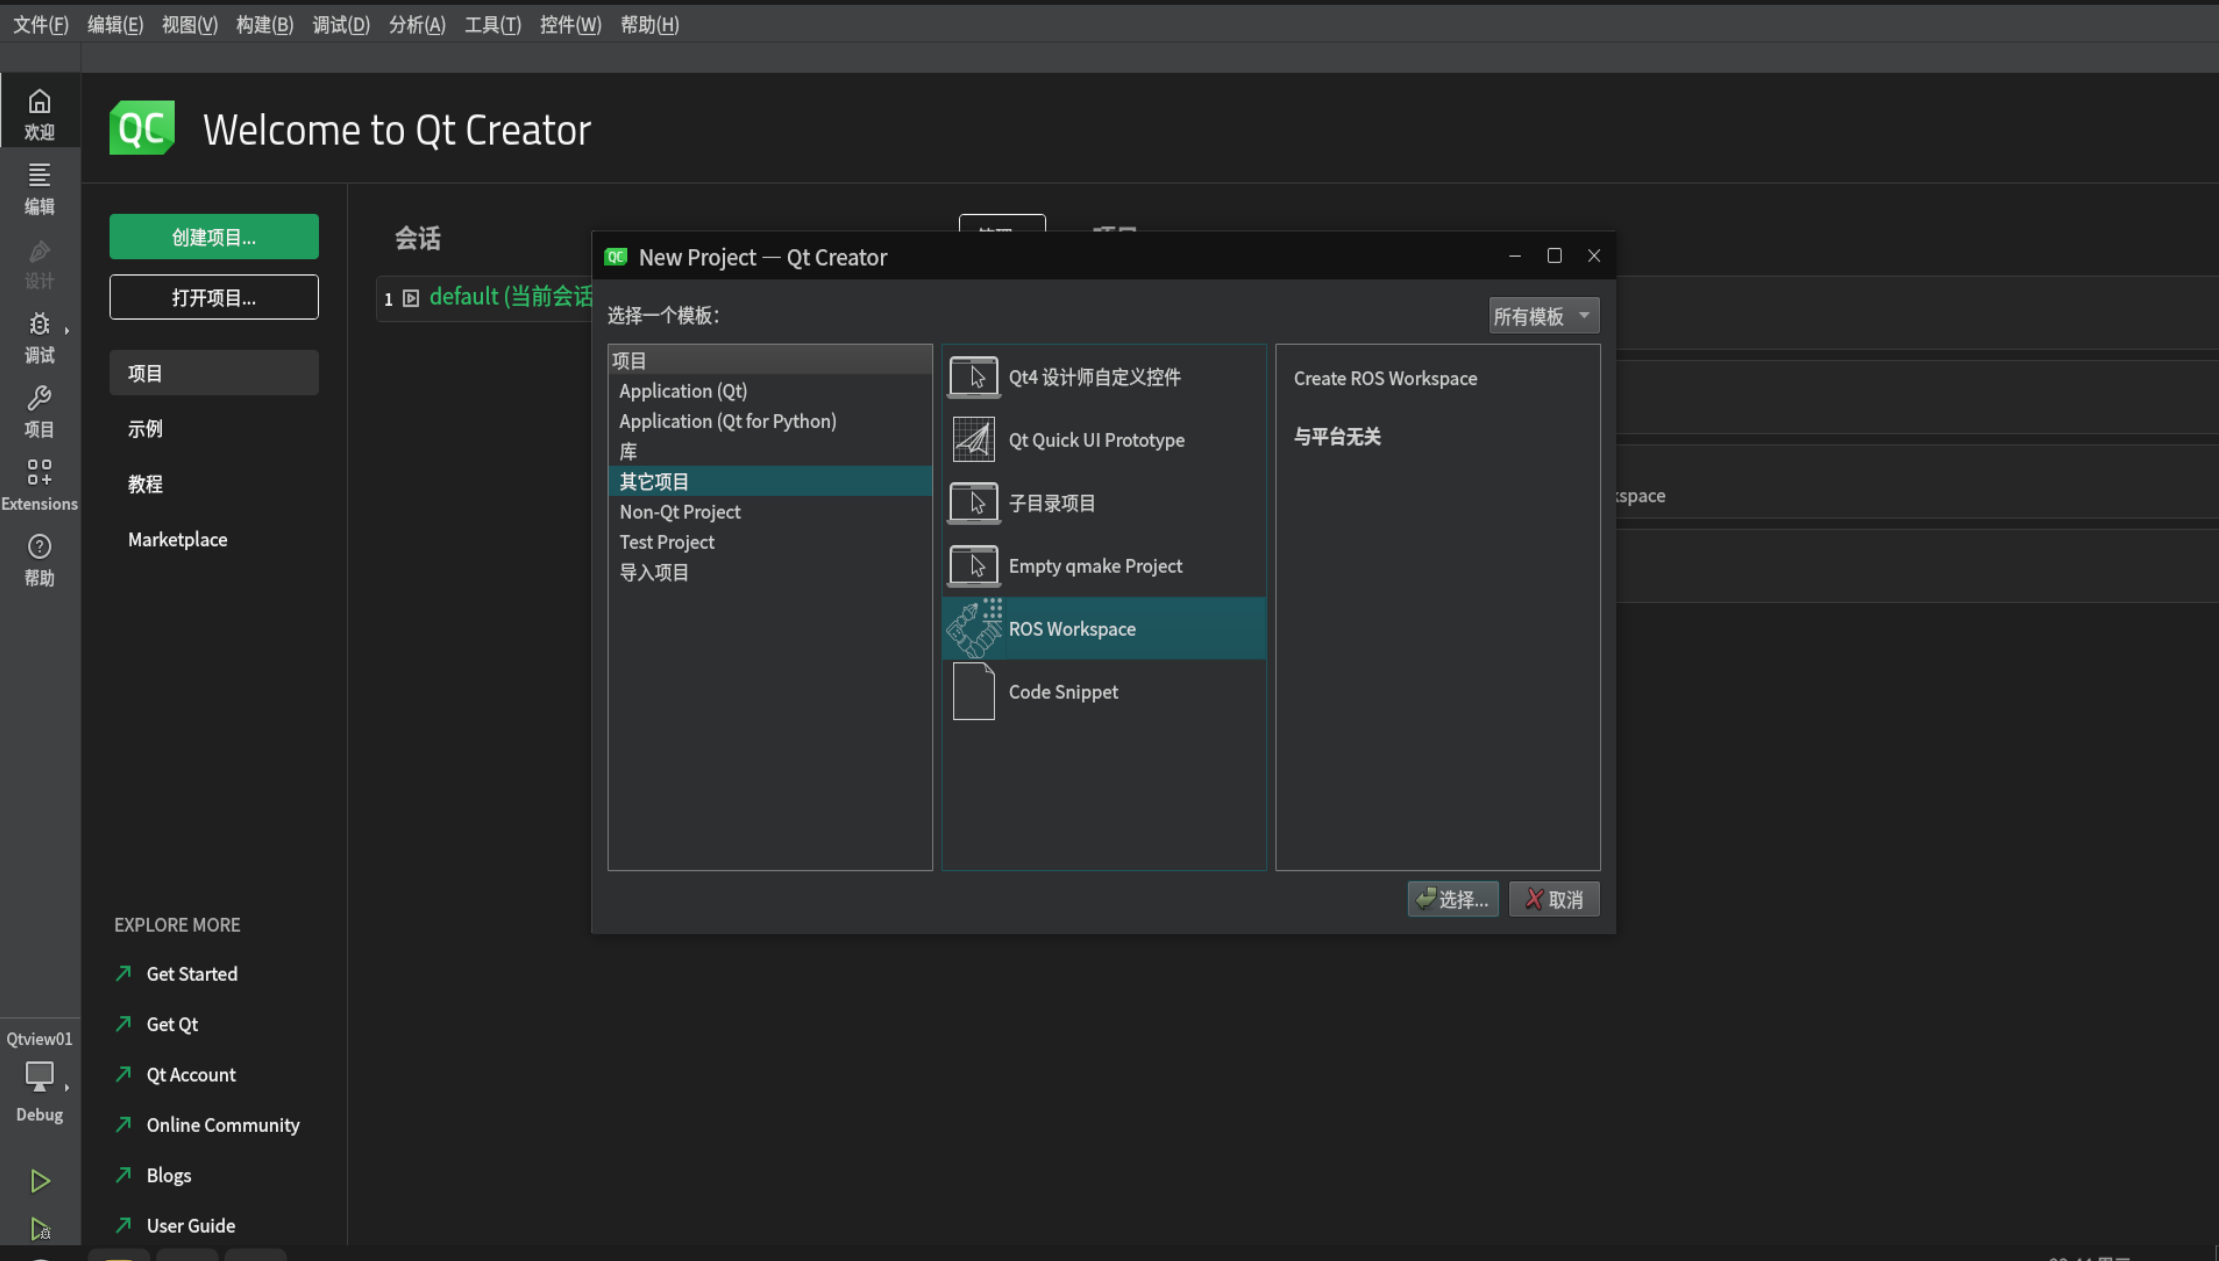 文件(F) 编辑(E) 视图(V) 构建(B) 调试(D) 分析(A) 工具(T) 控件(W) 帮助(H)
欢迎
编辑
设计
调试
项目
Extensions
帮助
Qtview01
Debug
QC Welcome to Qt Creator
创建项目...
打开项目...
项目
示例
教程
Marketplace
EXPLORE MORE
Get Started
Get Qt
Qt Account
Online Community
Blogs
User Guide
会话
1 default (当前会话
QC New Project — Qt Creator
选择一个模板：
所有模板
项目
Application (Qt)
Application (Qt for Python)
库
其它项目
Non-Qt Project
Test Project
导入项目
Qt4 设计师自定义控件
Qt Quick UI Prototype
子目录项目
Empty qmake Project
ROS Workspace
Code Snippet
Create ROS Workspace
与平台无关
选择...
取消
kspace